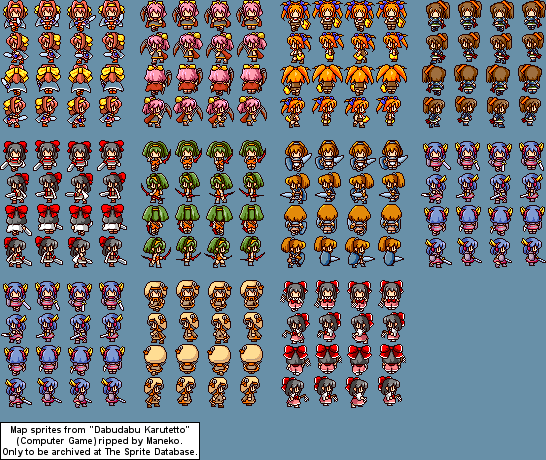 Map sprites from "Dabudabu Karutetto"
(Computer Game) ripped by Maneko.
Only to be archived at The Sprite Database.